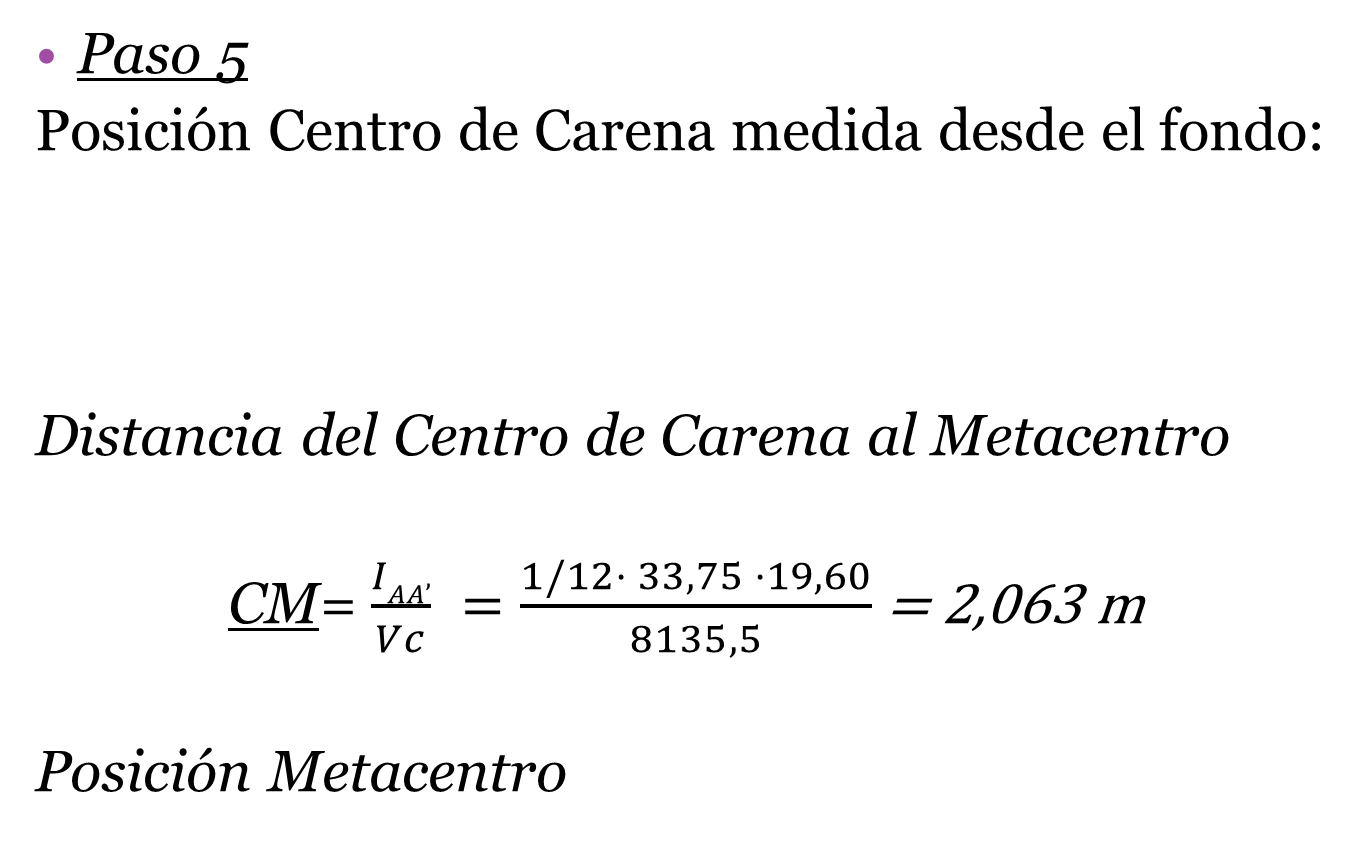 • Paso 5
Posición Centro de Carena medida desde el fondo:
Distancia del Centro de Carena al Metacentro
CM= I_AA' / Vc = 1/12· 33,75 ·19,60 / 8135,5 = 2,063 m
Posición Metacentro